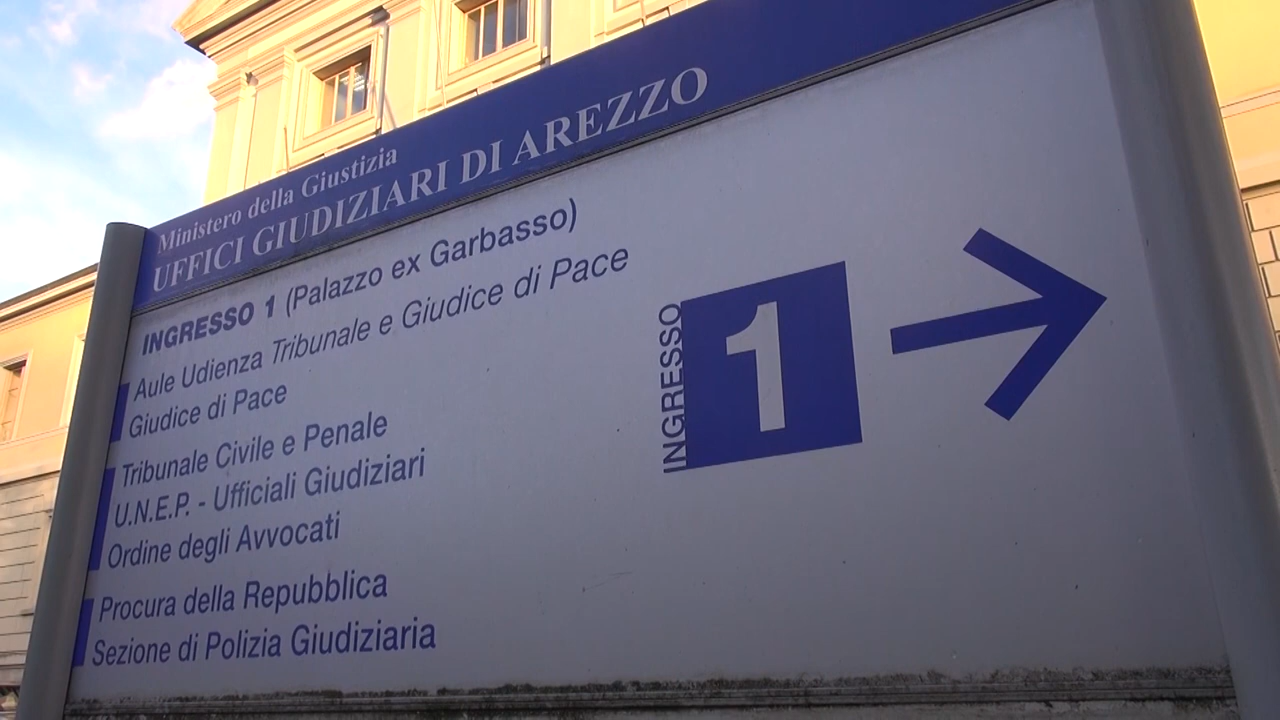 Ministero della Giustizia
UFFICI GIUDIZIARI DI AREZZO
INGRESSO 1 (Palazzo ex Garbasso)
Aule Udienza Tribunale e Giudice di Pace
Giudice di Pace
Tribunale Civile e Penale
U.N.E.P. - Ufficiali Giudiziari
Ordine degli Avvocati
Procura della Repubblica
Sezione di Polizia Giudiziaria
INGRESSO
1